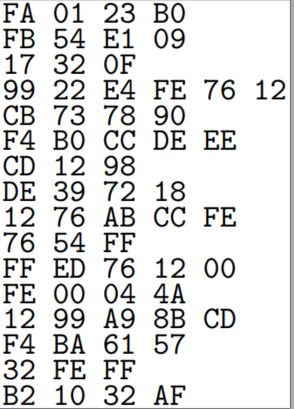 FA 01 23 B0
FB 54 E1 09
17 32 0F
99 22 E4 FE 76 12
CB 73 78 90
F4 B0 CC DE EE
CD 12 98
DE 39 72 18
12 76 AB CC FE
76 54 FF
FF ED 76 12 00
FE 00 04 4A
12 99 A9 8B CD
F4 BA 61 57
32 FE FF
B2 10 32 AF